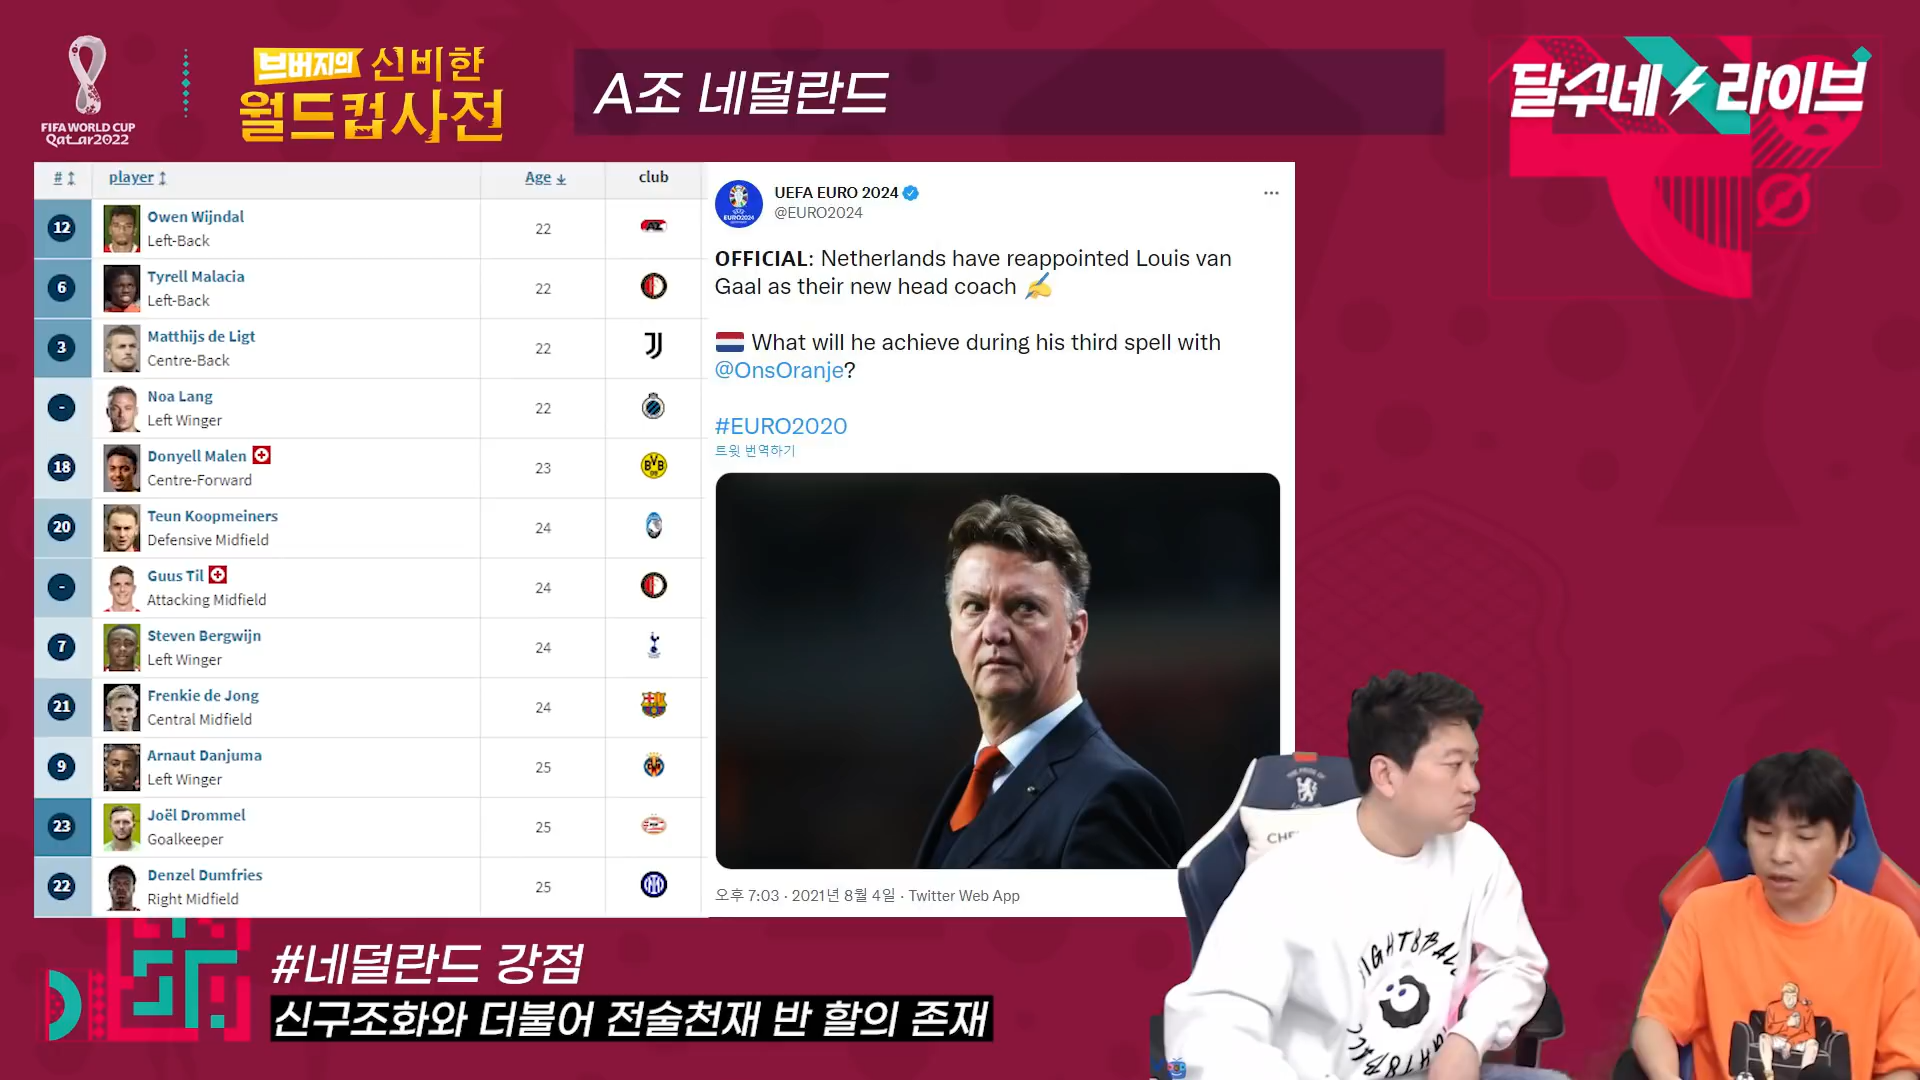 FIFA WORLD CUP
Qatar2022
브버지의 신비한
월드컵사전
A조 네덜란드
달수네 라이브
# player Age club
12 Owen Wijndal 22
Left-Back
6 Tyrell Malacia 22
Left-Back
3 Matthijs de Ligt 22
Centre-Back
- Noa Lang 22
Left Winger
18 Donyell Malen 23
Centre-Forward
20 Teun Koopmeiners 24
Defensive Midfield
- Guus Til 24
Attacking Midfield
7 Steven Bergwijn 24
Left Winger
21 Frenkie de Jong 24
Central Midfield
9 Arnaut Danjuma 25
Left Winger
23 Joël Drommel 25
Goalkeeper
22 Denzel Dumfries 25
Right Midfield
UEFA EURO 2024
@EURO2024
OFFICIAL: Netherlands have reappointed Louis van
Gaal as their new head coach ✍
🇳🇱 What will he achieve during his third spell with
@OnsOranje?
#EURO2020
트윗 번역하기
오후 7:03 · 2021년 8월 4일 · Twitter Web App
#네덜란드 강점
신구조화와 더불어 전술천재 반 할의 존재